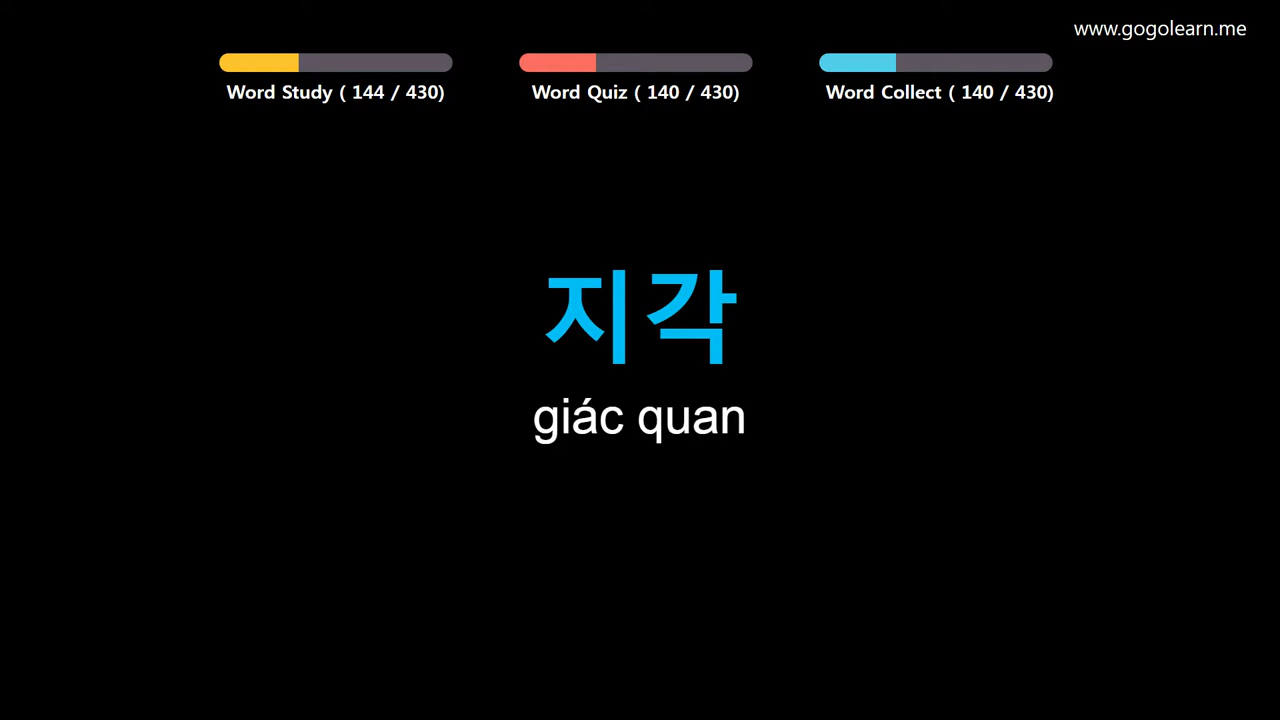 www.gogolearn.me
Word Study ( 144 / 430)
Word Quiz ( 140 / 430)
Word Collect ( 140 / 430)
지각
giác quan